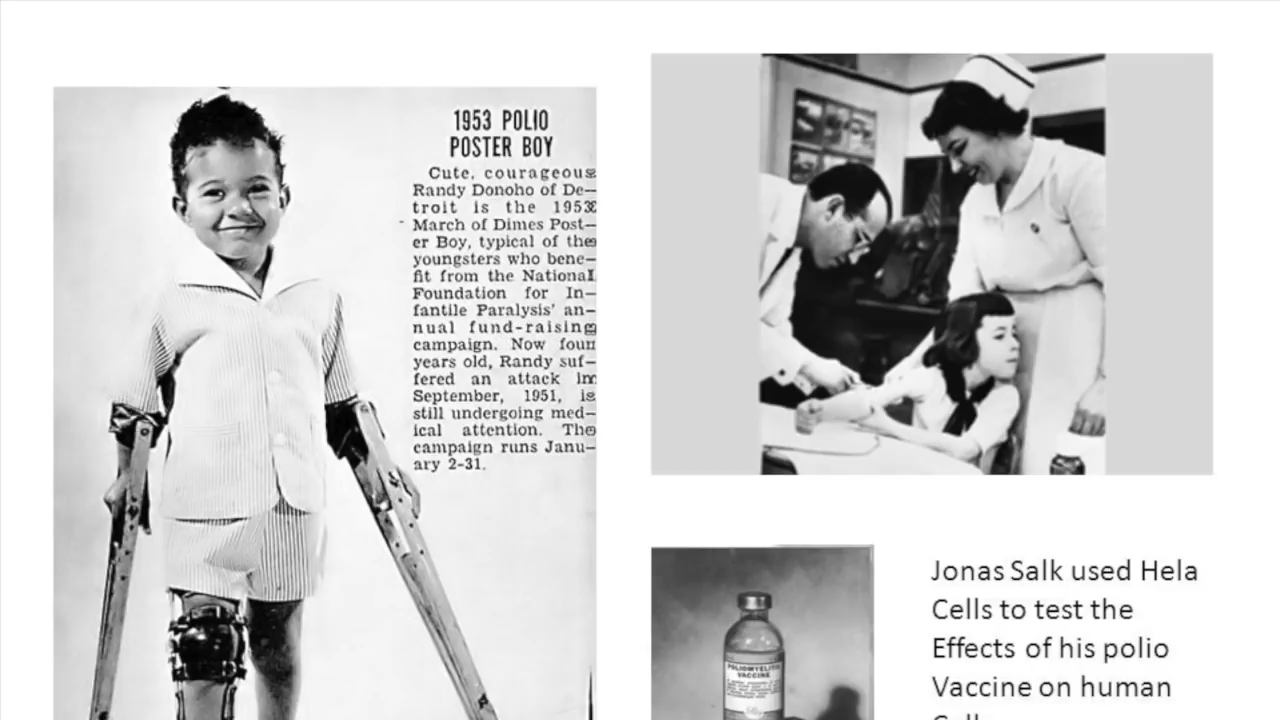 1953 POLIO
POSTER BOY
Cute, courageous
Randy Donoho of De-
troit is the 1953
March of Dimes Post-
er Boy, typical of the
youngsters who bene-
fit from the National
Foundation for In-
fantile Paralysis' an-
nual fund-raising
campaign. Now four
years old, Randy suf-
fered an attack in
September, 1951, is
still undergoing med-
ical attention. The
campaign runs Janu-
ary 2-31.
POLIOMYELITIS
VACCINE
Jonas Salk used Hela
Cells to test the
Effects of his polio
Vaccine on human